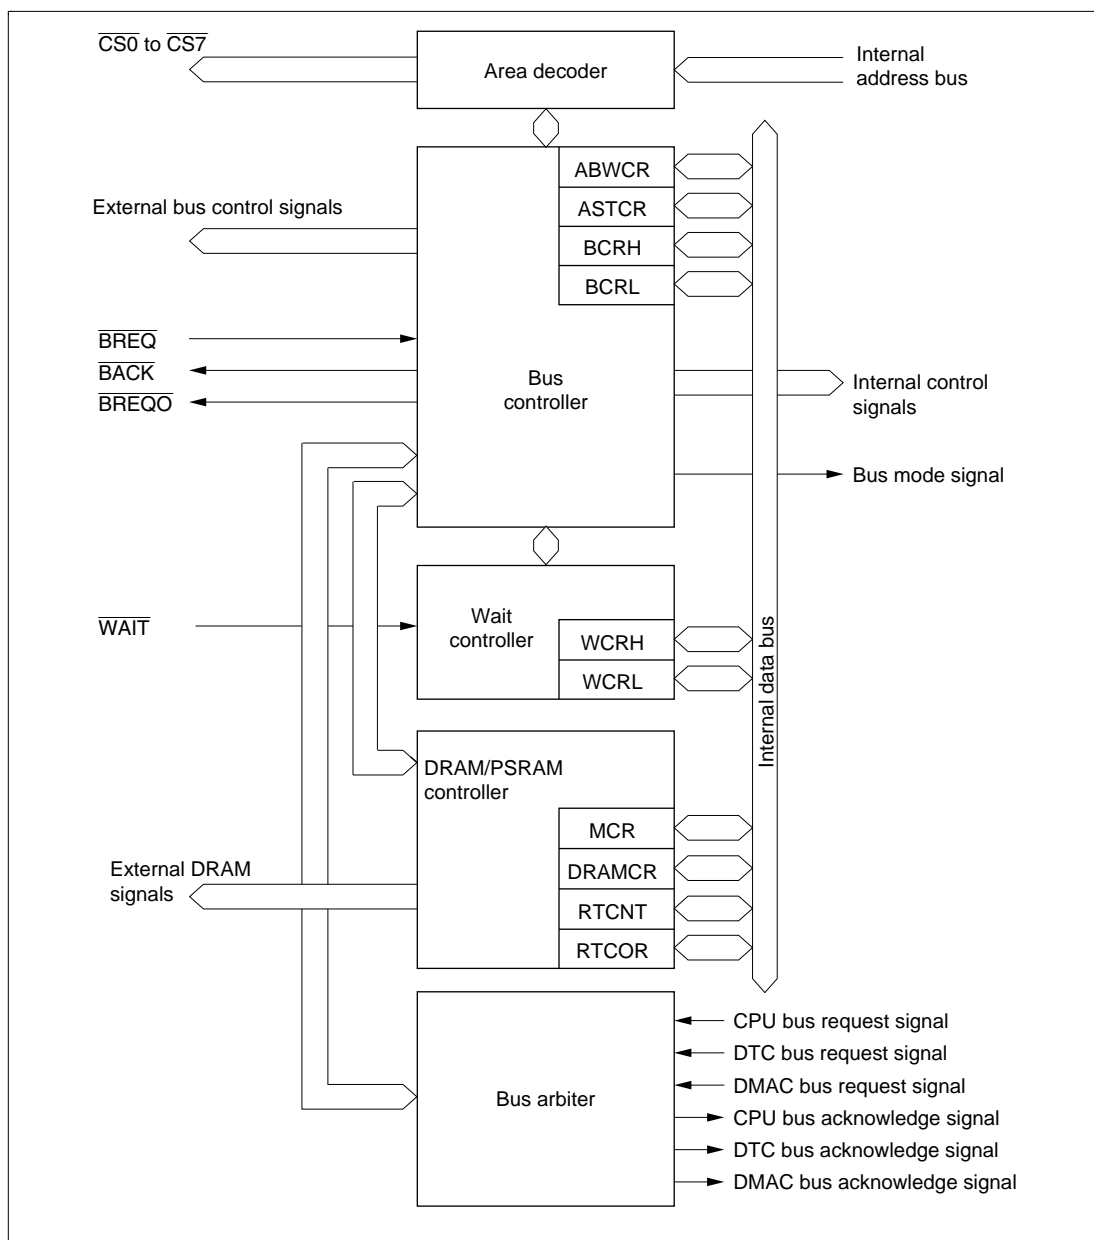 CS0 to CS7
Area decoder
Internal
address bus
ABWCR
ASTCR
External bus control signals
BCRH
BCRL
BREQ
BACK
BREQO
Bus
controller
Internal control
signals
Bus mode signal
WAIT
Wait
controller
WCRH
WCRL
Internal data bus
DRAM/PSRAM
controller
MCR
External DRAM
signals
DRAMCR
RTCNT
RTCOR
CPU bus request signal
DTC bus request signal
DMAC bus request signal
Bus arbiter
CPU bus acknowledge signal
DTC bus acknowledge signal
DMAC bus acknowledge signal